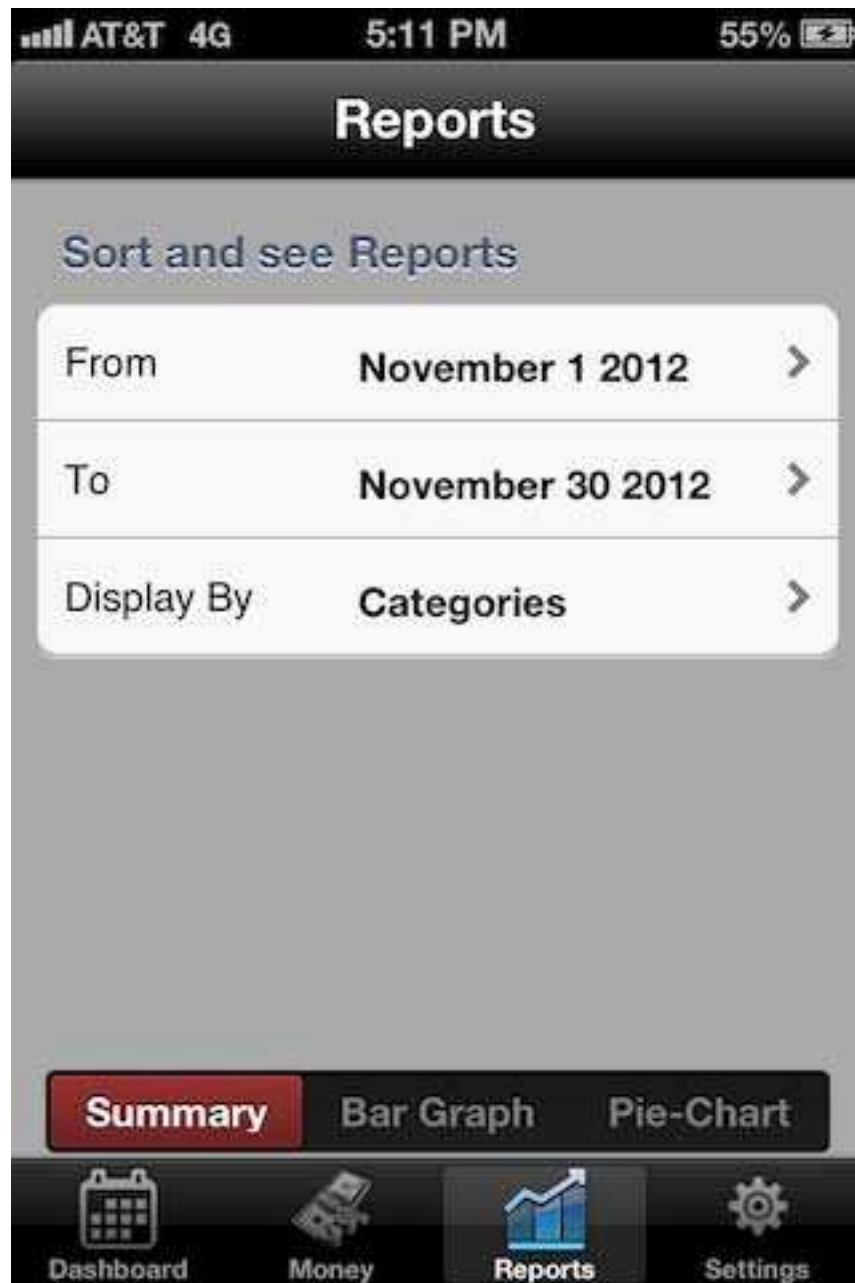 AT&T 4G 5:11 PM 55%
Reports
Sort and see Reports
From November 1 2012
To November 30 2012
Display By Categories
Summary Bar Graph Pie-Chart
Dashboard Money Reports Settings